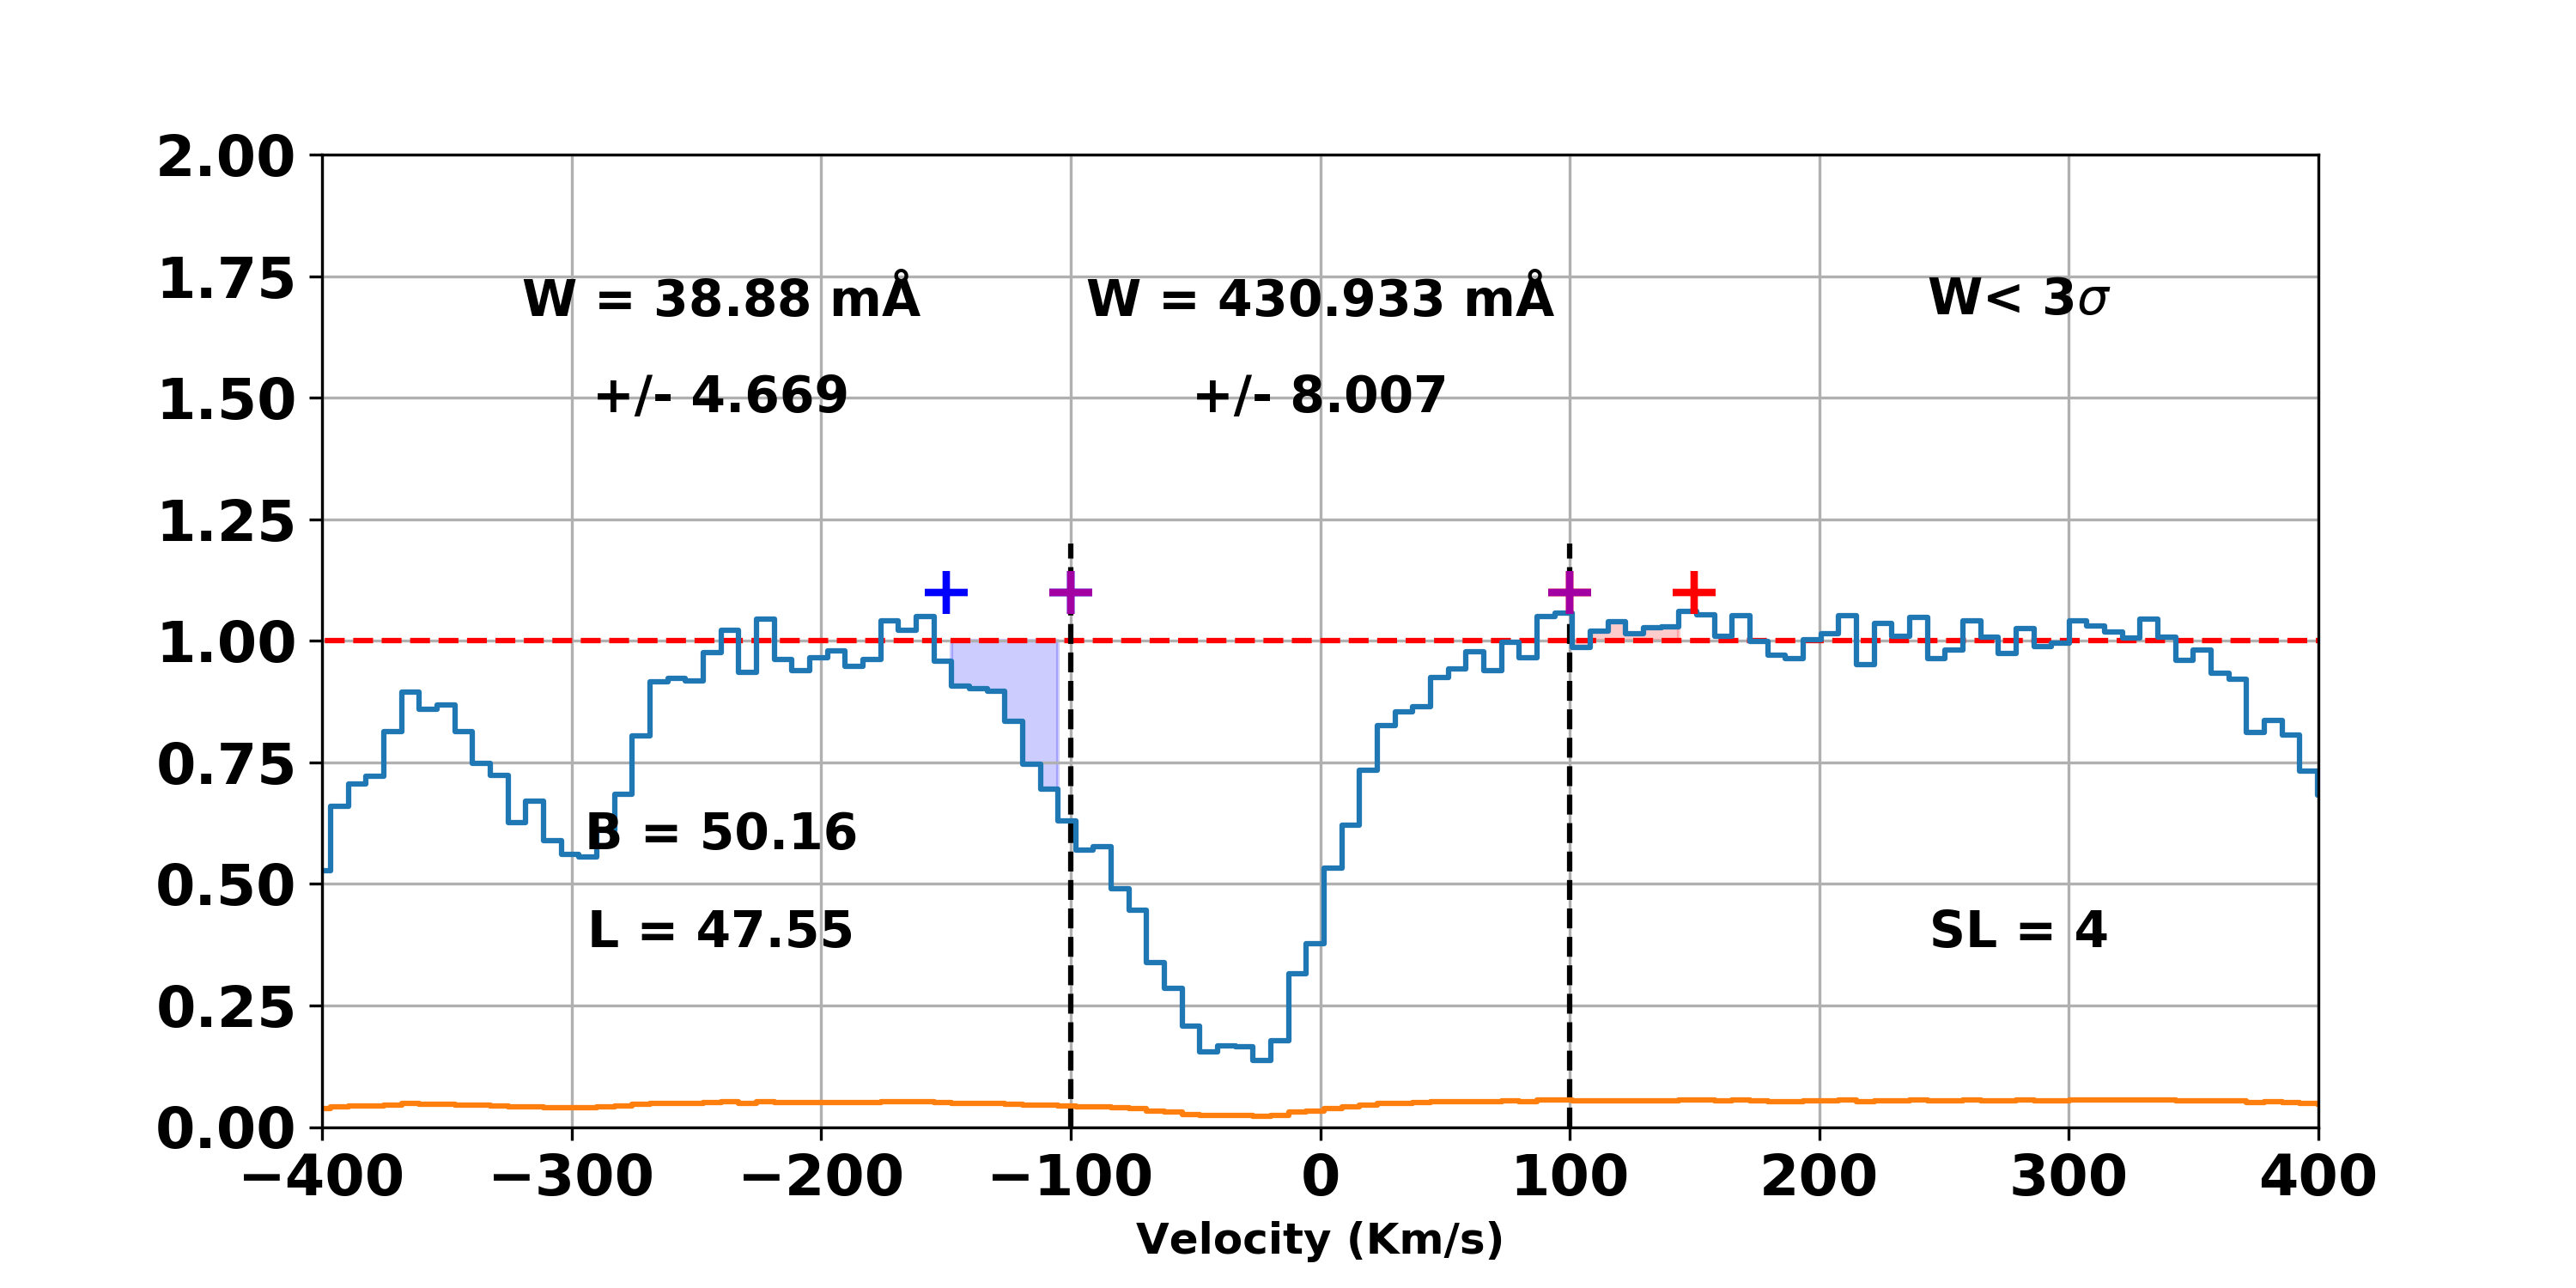 2.00
1.75
W = 38.88 mÅ
W = 430.933 mÅ
W< 3σ
1.50
+/- 4.669
+/- 8.007
1.25
1.00
0.75
B = 50.16
0.50
L = 47.55
SL = 4
0.25
0.00
−400 −300 −200 −100 0 100 200 300 400
Velocity (Km/s)